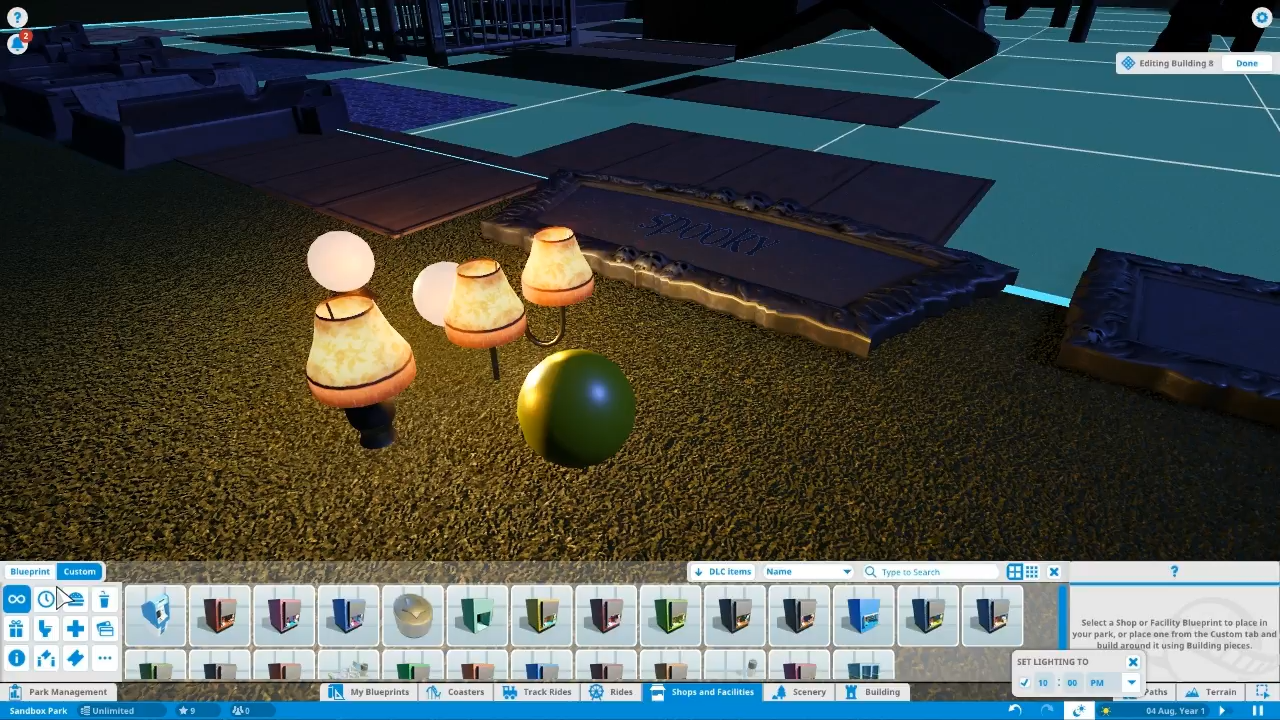 2
Editing Building 8 Done
SPOOKY
Blueprint Custom
DLC Items Name Type to Search
?
Select a Shop or Facility Blueprint to place in your park, or place one from the Custom tab and build around it using Building pieces.
SET LIGHTING TO
10 : 00 PM
Park Management My Blueprints Coasters Track Rides Rides Shops and Facilities Scenery Building Paths Terrain
Sandbox Park Unlimited 9 0 04 Aug, Year 1